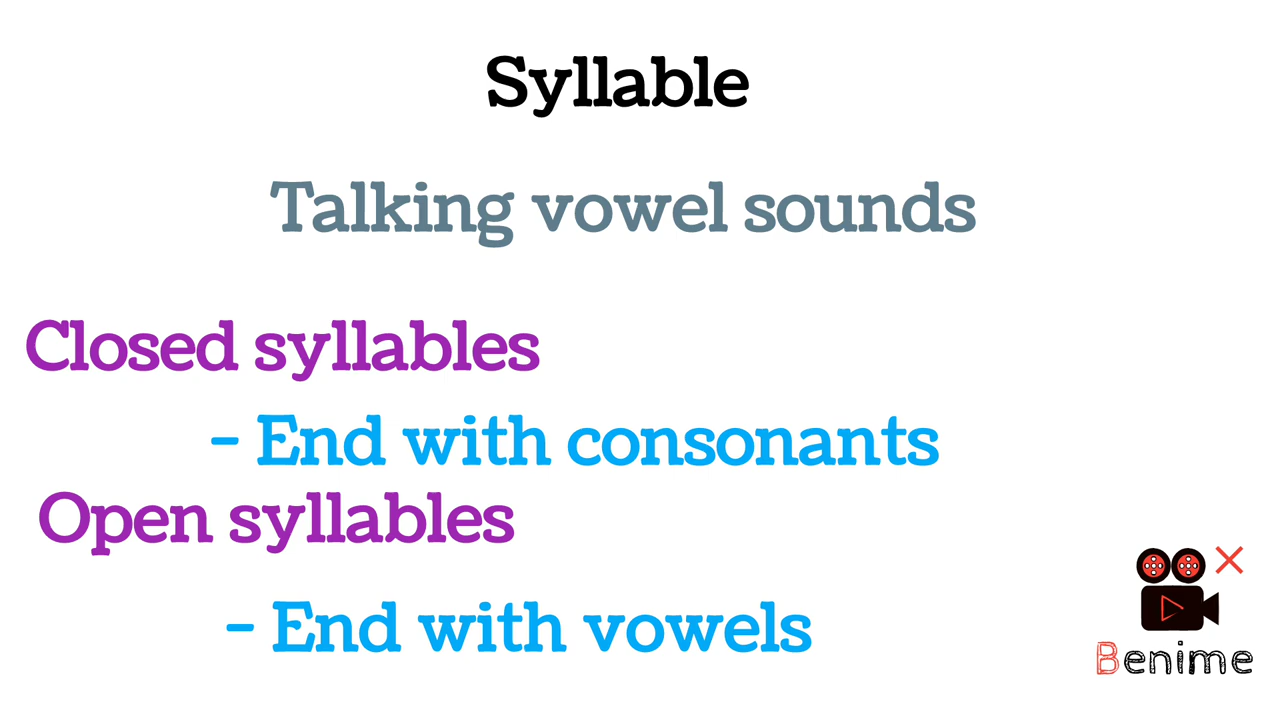 Syllable
Talking vowel sounds
Closed syllables
- End with consonants
Open syllables
- End with vowels
Benime